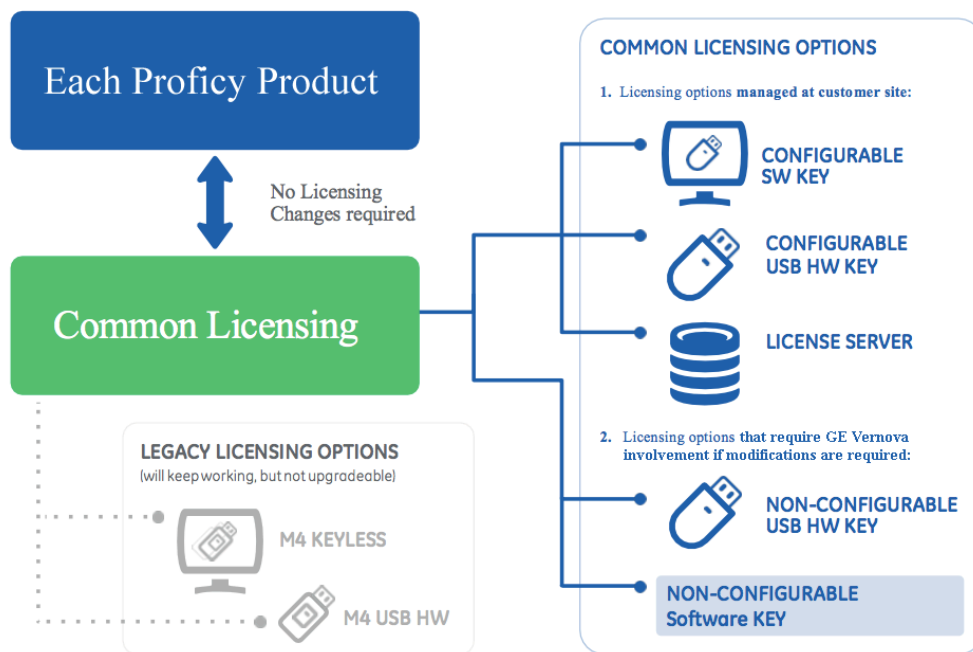 Each Proficy Product
No Licensing
Changes required
Common Licensing
LEGACY LICENSING OPTIONS
(will keep working, but not upgradeable)
M4 KEYLESS
M4 USB HW
COMMON LICENSING OPTIONS
1. Licensing options managed at customer site:
CONFIGURABLE
SW KEY
CONFIGURABLE
USB HW KEY
LICENSE SERVER
2. Licensing options that require GE Vernova
involvement if modifications are required:
NON-CONFIGURABLE
USB HW KEY
NON-CONFIGURABLE
Software KEY